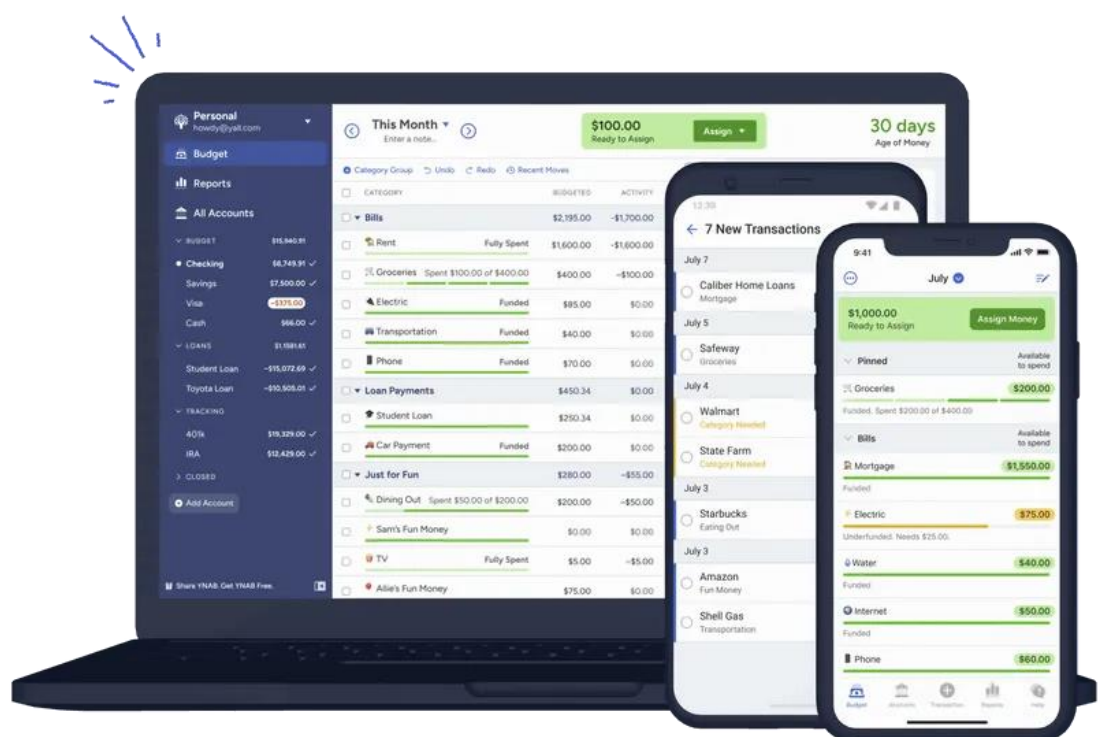 Personal
howdy@yall.com
Budget
Reports
All Accounts
BUDGET $15,940.91
Checking $6,749.91
Savings $7,500.00
Visa -$375.00
Cash $66.00
LOANS
Student Loan -$15,072.69
Toyota Loan -$10,505.01
TRACKING
401k $19,329.00
IRA $12,429.00
CLOSED
Add Account
Share YNAB. Get YNAB Free.
This Month
Enter a note...
$100.00
Ready to Assign
Assign
30 days
Age of Money
Category Group Undo Redo Recent Moves
CATEGORY BUDGETED ACTIVITY
Bills $2,195.00 -$1,700.00
Rent Fully Spent $1,600.00 -$1,600.00
Groceries Spent $100.00 of $400.00 $400.00 -$100.00
Electric Funded $85.00 $0.00
Transportation Funded $40.00 $0.00
Phone Funded $70.00 $0.00
Loan Payments $450.34 $0.00
Student Loan $250.34 $0.00
Car Payment Funded $200.00 $0.00
Just for Fun $280.00 -$55.00
Dining Out Spent $50.00 of $200.00 $200.00 -$50.00
Sam's Fun Money $0.00 $0.00
TV Fully Spent $5.00 -$5.00
Allie's Fun Money $75.00 $0.00
12:30
7 New Transactions
July 7
Caliber Home Loans
Mortgage
July 5
Safeway
Groceries
July 4
Walmart
Category Needed
State Farm
Category Needed
July 3
Starbucks
Eating Out
July 3
Amazon
Fun Money
Shell Gas
Transportation
9:41
July
$1,000.00
Ready to Assign
Assign Money
Pinned Available
to spend
Groceries $200.00
Funded. Spent $200.00 of $400.00
Bills Available
to spend
Mortgage $1,550.00
Funded
Electric $75.00
Underfunded. Needs $25.00.
Water $40.00
Funded
Internet $50.00
Funded
Phone $60.00
Budget Accounts Transaction Reports Help